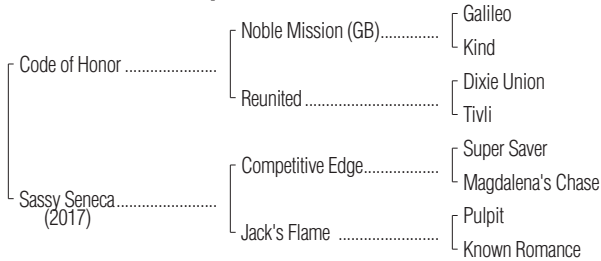 Galileo
Noble Mission (GB)..............
Kind
Code of Honor ......................
Dixie Union
Reunited ................................
Tivli
Super Saver
Competitive Edge..................
Magdalena's Chase
Sassy Seneca........................
(2017)
Pulpit
Jack's Flame ........................
Known Romance